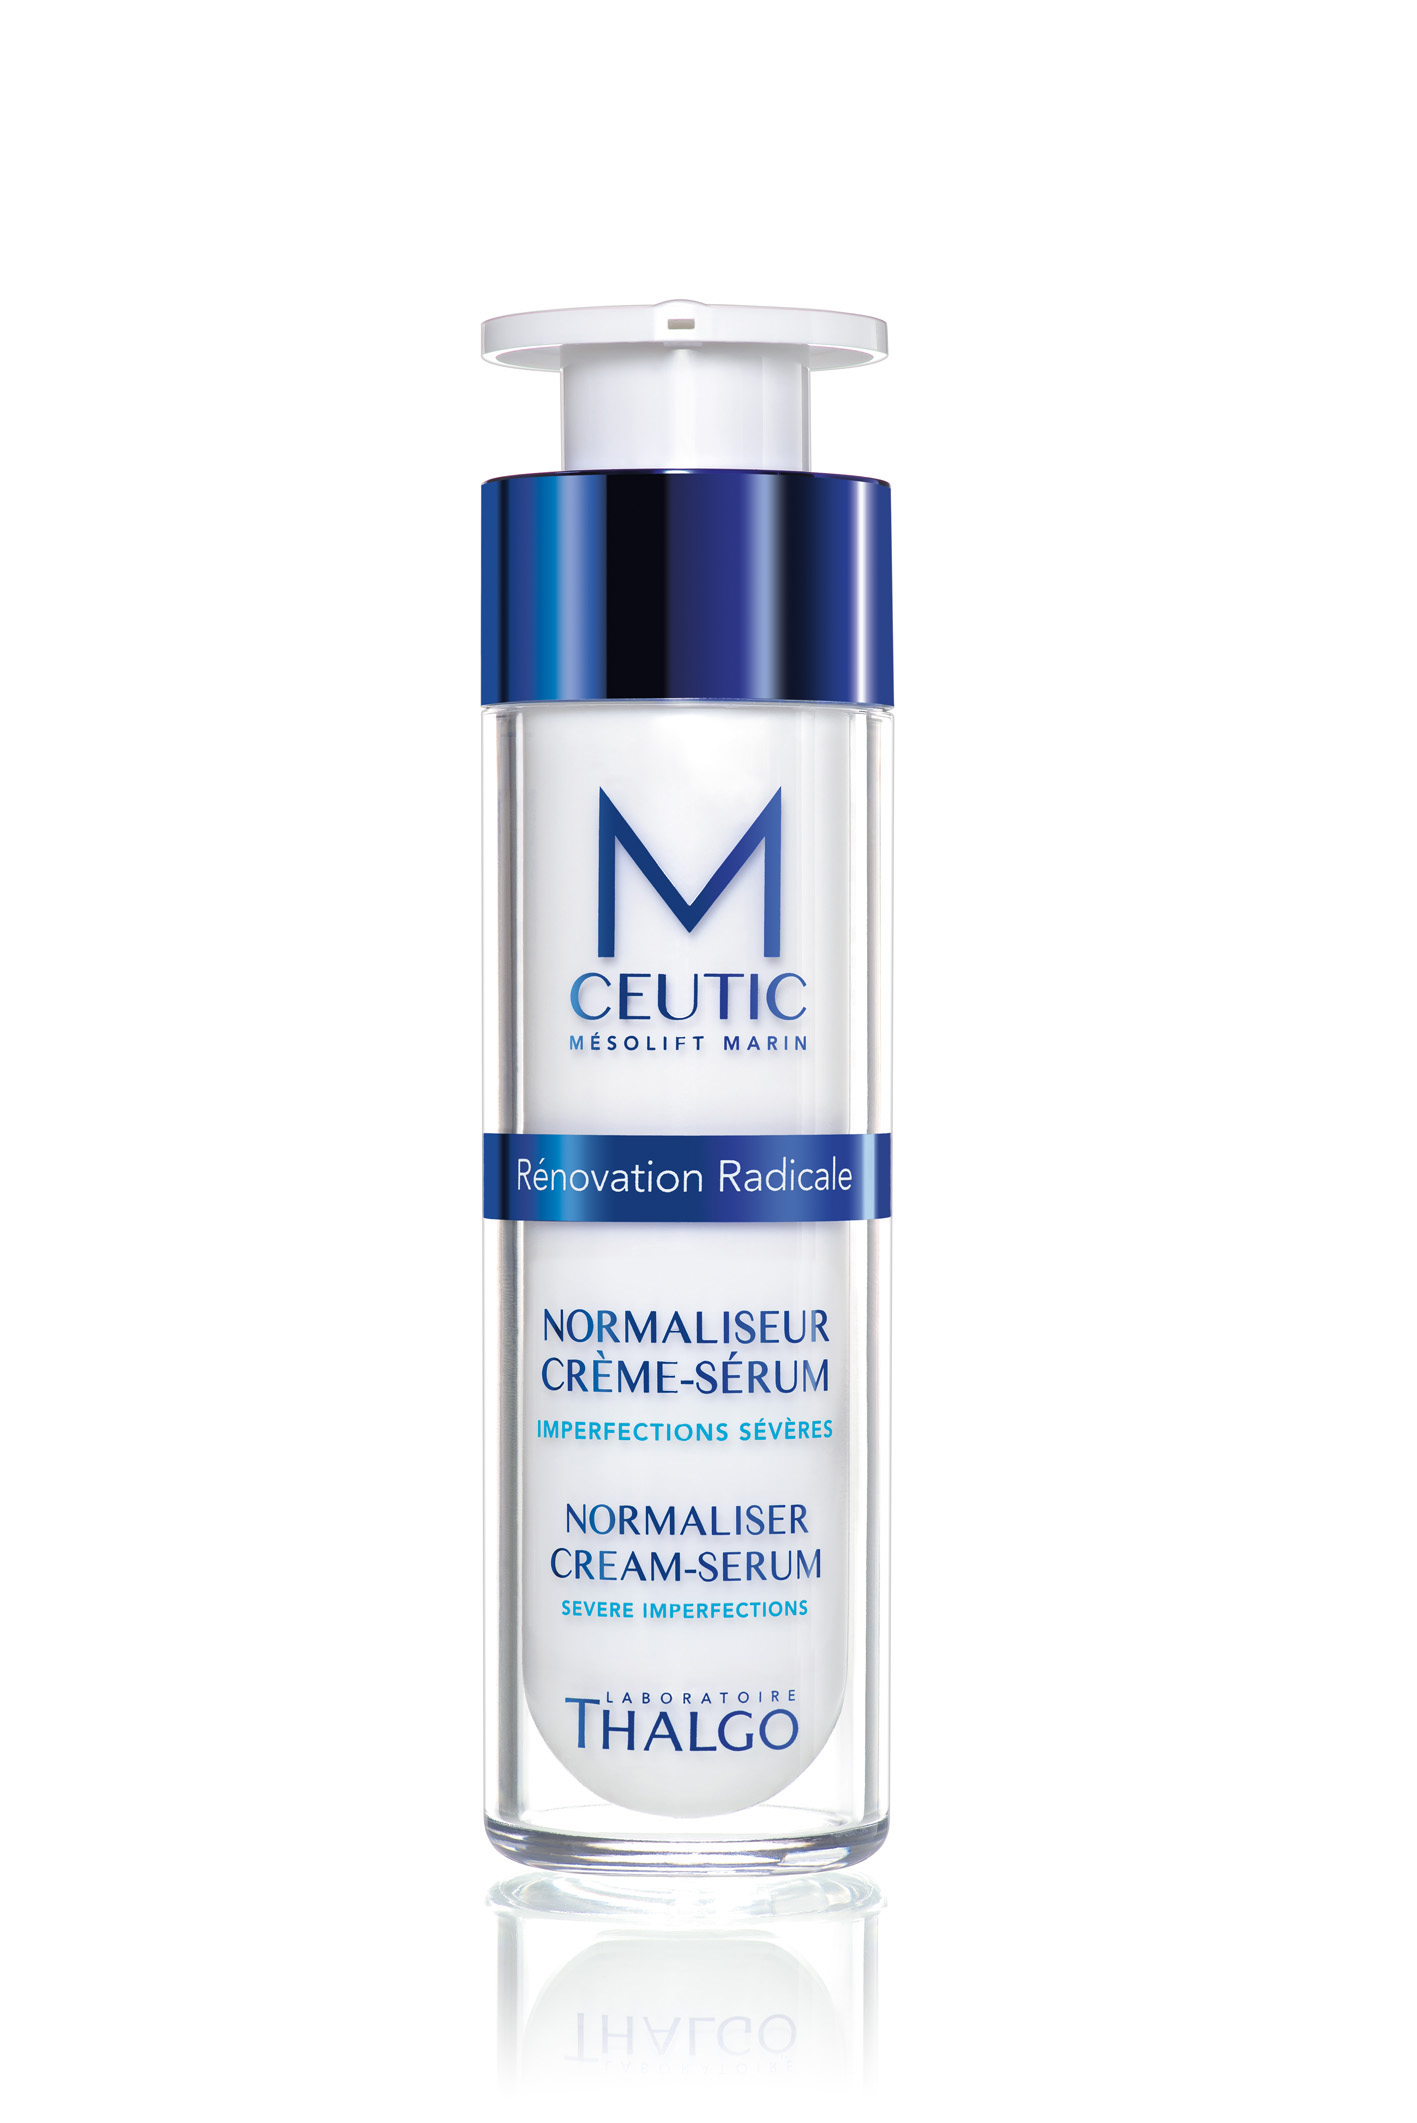 M
CEUTIC
MÉSOLIFT MARIN
Rénovation Radicale
NORMALISEUR
CRÈME-SÉRUM
IMPERFECTIONS SÉVÈRES
NORMALISER
CREAM-SERUM
SEVERE IMPERFECTIONS
LABORATOIRE
THALGO